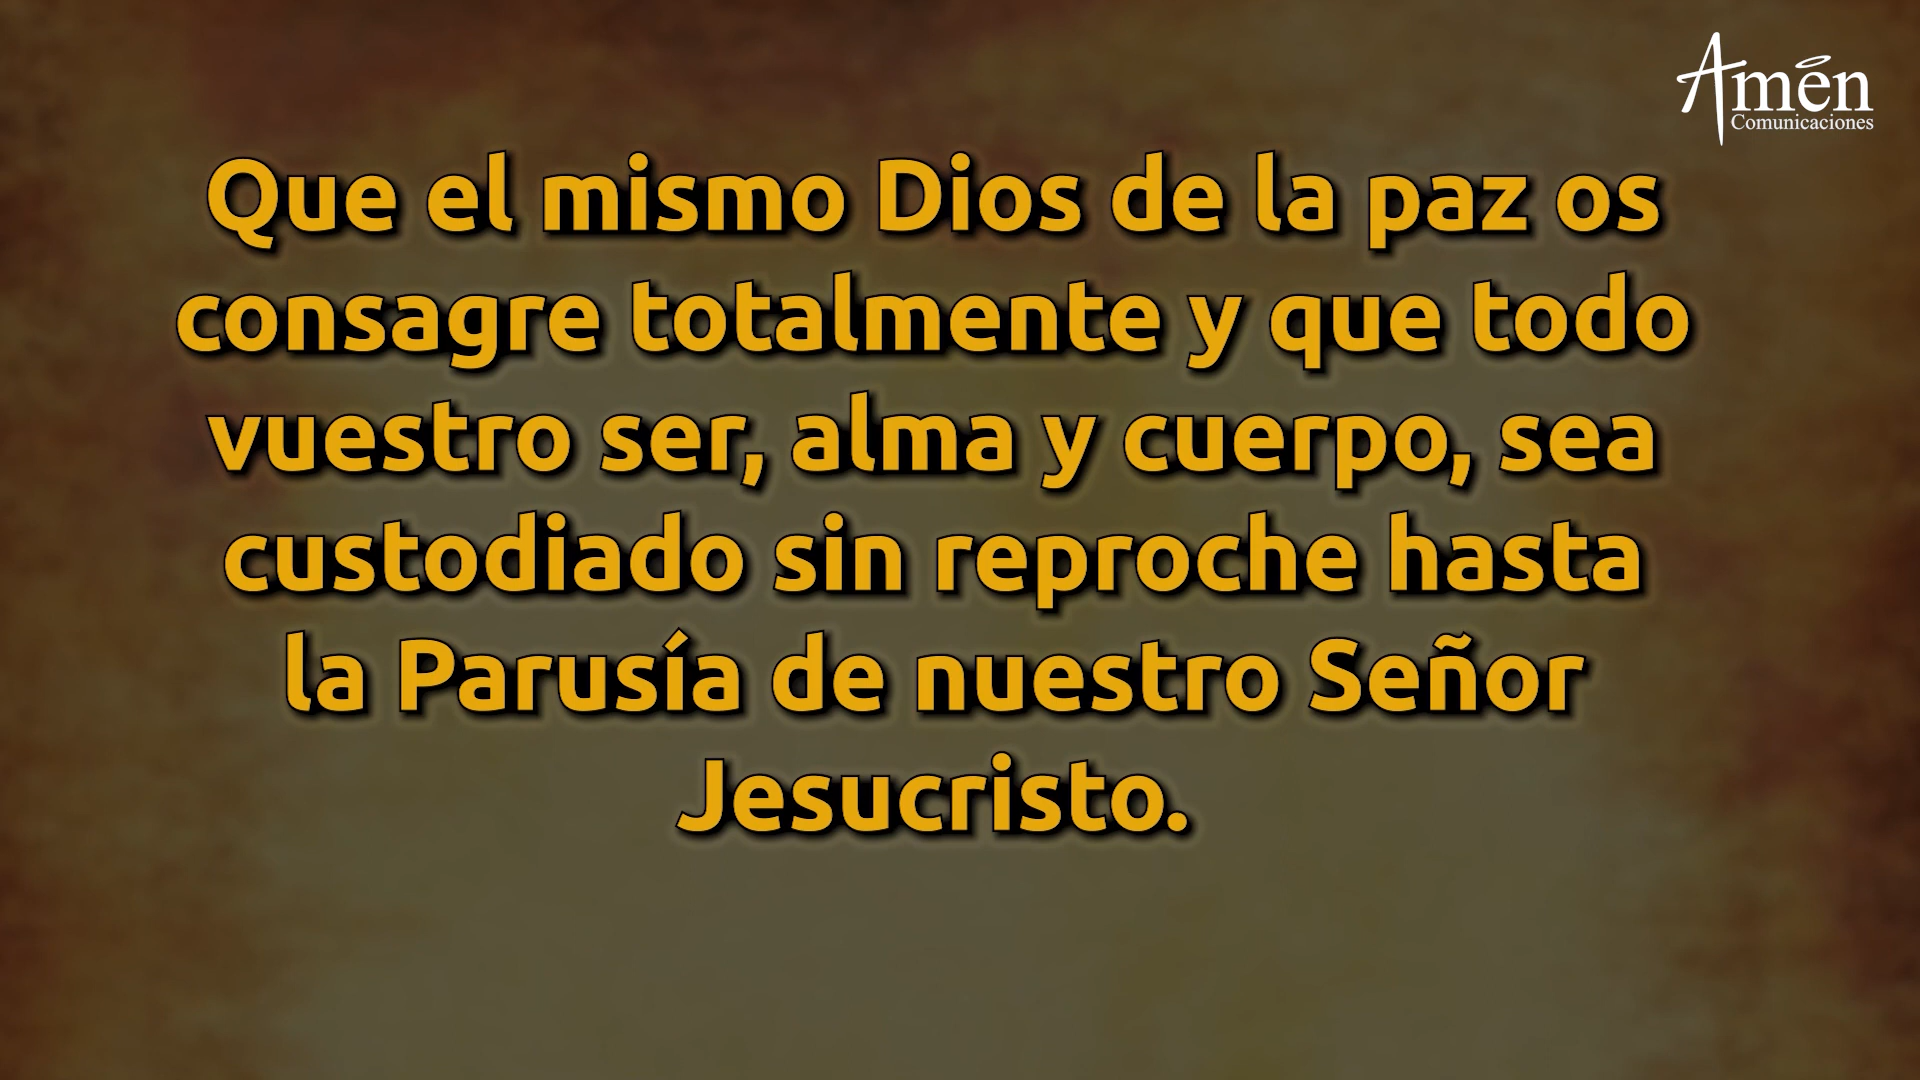 Amén
Comunicaciones
Que el mismo Dios de la paz os
consagre totalmente y que todo
vuestro ser, alma y cuerpo, sea
custodiado sin reproche hasta
la Parusía de nuestro Señor
Jesucristo.